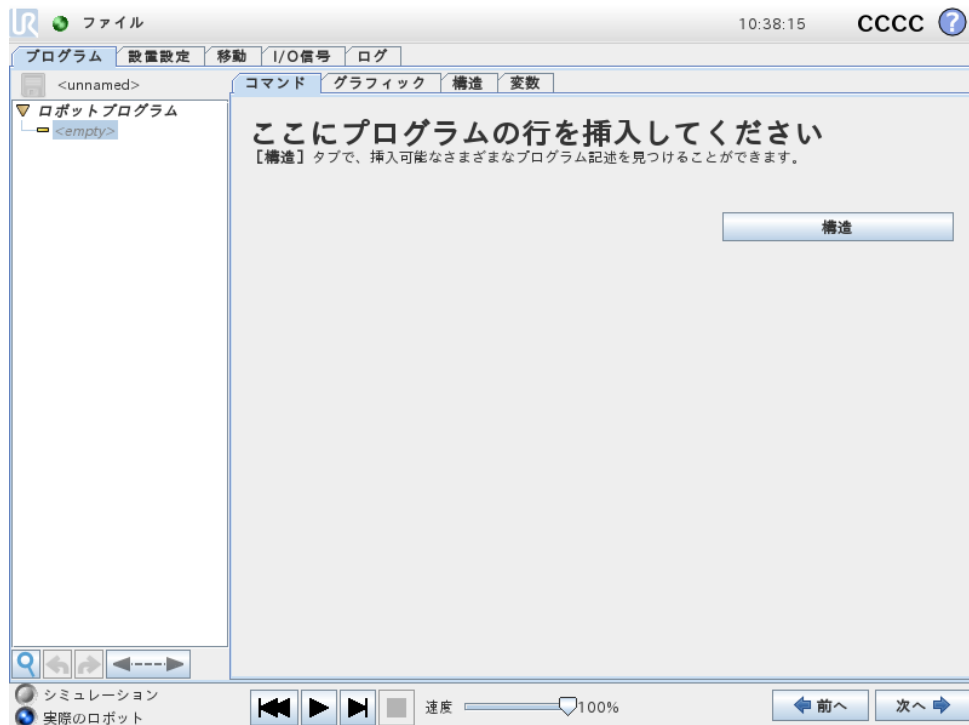 UR ファイル 10:38:15 CCCC ?
プログラム 設置設定 移動 I/O信号 ログ
<unnamed>
コマンド グラフィック 構造 変数
ロボットプログラム
<empty>
ここにプログラムの行を挿入してください
[構造] タブで、挿入可能なさまざまなプログラム記述を見つけることができます。
構造
シミュレーション
実際のロボット
速度 100%
前へ 次へ